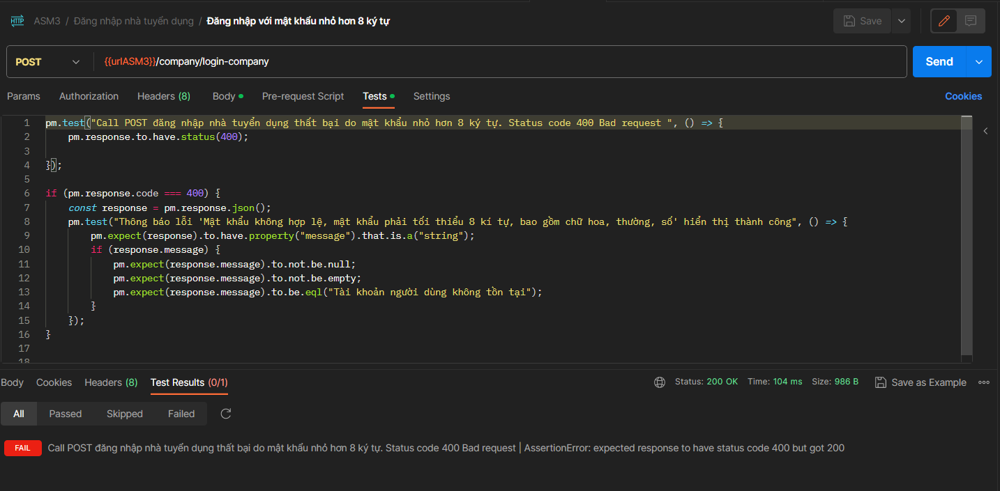 HTTP ASM3 / Đăng nhập nhà tuyển dụng / Đăng nhập với mật khẩu nhỏ hơn 8 ký tự Save
POST {{urlASM3}}/company/login-company Send
Params Authorization Headers (8) Body Pre-request Script Tests Settings Cookies
1 pm.test("Call POST đăng nhập nhà tuyển dụng thất bại do mật khẩu nhỏ hơn 8 ký tự. Status code 400 Bad request ", () => {
2 pm.response.to.have.status(400);
3
4 });
5
6 if (pm.response.code === 400) {
7 const response = pm.response.json();
8 pm.test("Thông báo lỗi 'Mật khẩu không hợp lệ, mật khẩu phải tối thiểu 8 kí tự, bao gồm chữ hoa, thường, số' hiển thị thành công", () => {
9 pm.expect(response).to.have.property("message").that.is.a("string");
10 if (response.message) {
11 pm.expect(response.message).to.not.be.null;
12 pm.expect(response.message).to.not.be.empty;
13 pm.expect(response.message).to.be.eql("Tài khoản người dùng không tồn tại");
14 }
15 });
16 }
17
18
Body Cookies Headers (8) Test Results (0/1) Status: 200 OK Time: 104 ms Size: 986 B Save as Example
All Passed Skipped Failed
FAIL Call POST đăng nhập nhà tuyển dụng thất bại do mật khẩu nhỏ hơn 8 ký tự. Status code 400 Bad request | AssertionError: expected response to have status code 400 but got 200